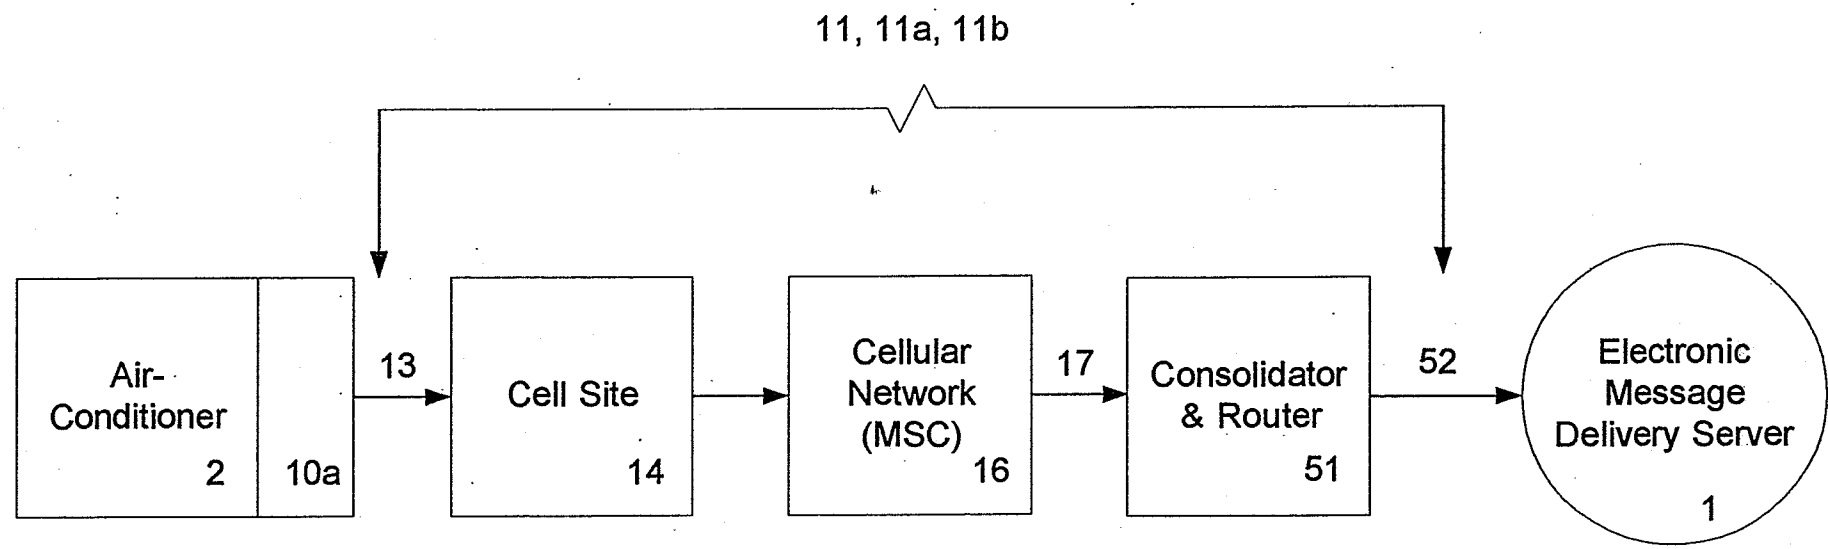 11, 11a, 11b
Air-
Conditioner
2
10a
13
Cell Site
14
Cellular
Network
(MSC)
16
17
Consolidator
& Router
51
52
Electronic
Message
Delivery Server
1